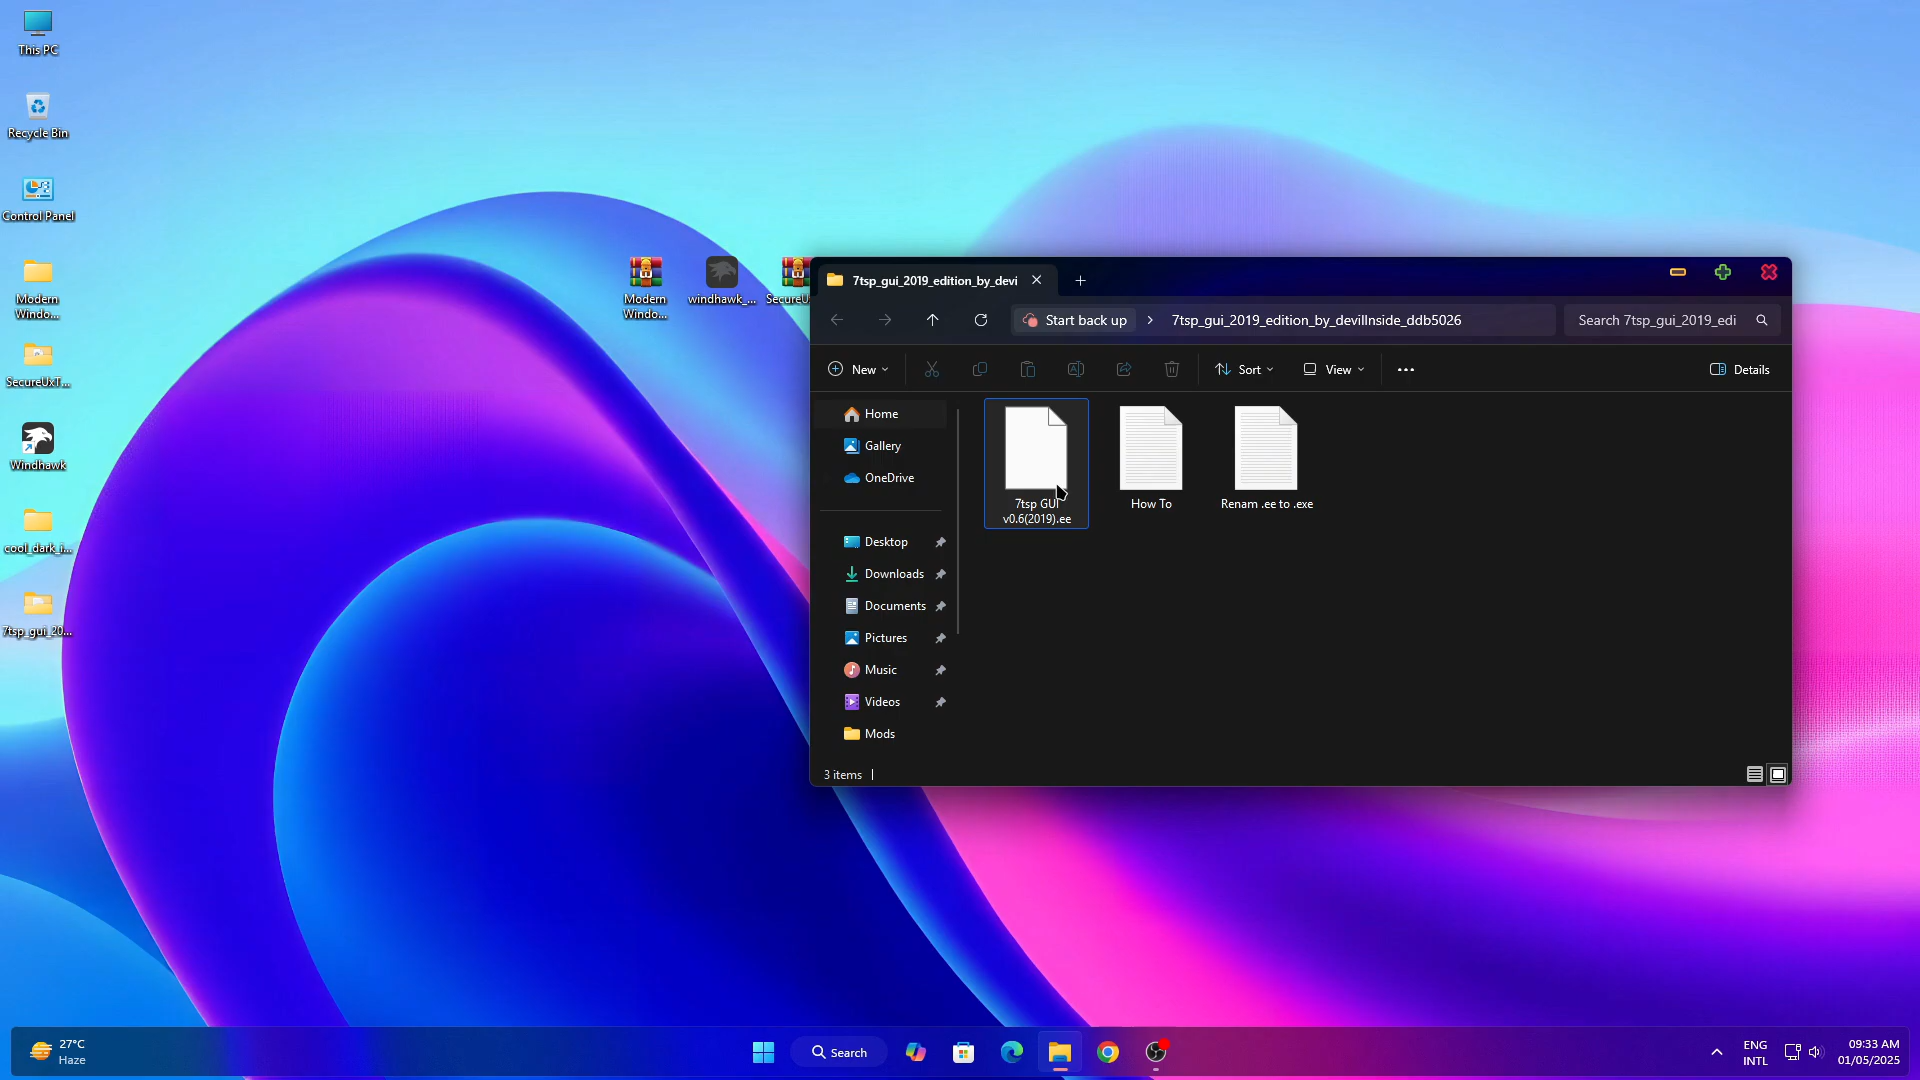 This PC
Recycle Bin
Control Panel
Modern
Windo...
SecureUxT...
Windhawk
cool_dark_i...
7tsp_gui_20...
Modern
Windo...
windhawk_...
SecureUx
7tsp_gui_2019_edition_by_devi
Start back up
7tsp_gui_2019_edition_by_devillnside_ddb5026
Search 7tsp_gui_2019_edi
New
Sort
View
Details
Home
Gallery
OneDrive
Desktop
Downloads
Documents
Pictures
Music
Videos
Mods
7tsp GUI
v0.6(2019).ee
How To
Renam .ee to .exe
3 items
27°C
Haze
Search
ENG
INTL
09:33 AM
01/05/2025